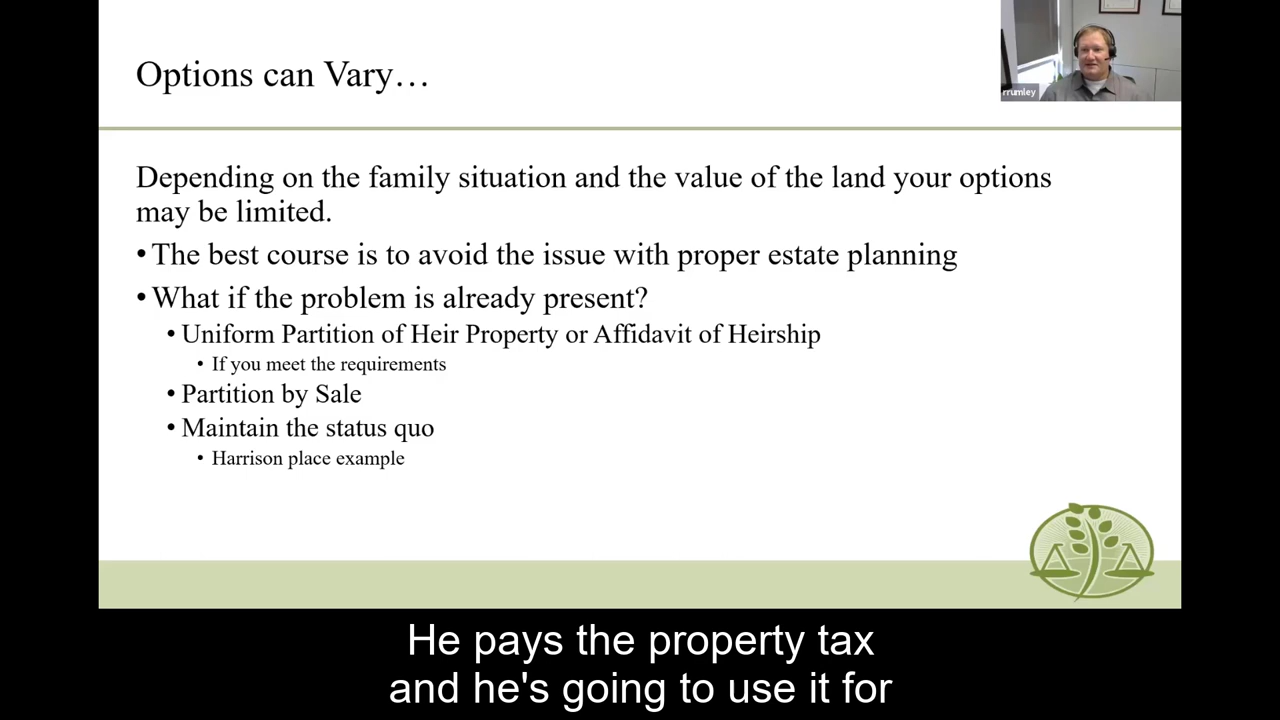 Options can Vary…
rrumley
Depending on the family situation and the value of the land your options
may be limited.
•The best course is to avoid the issue with proper estate planning
•What if the problem is already present?
•Uniform Partition of Heir Property or Affidavit of Heirship
•If you meet the requirements
•Partition by Sale
•Maintain the status quo
•Harrison place example
He pays the property tax
and he's going to use it for